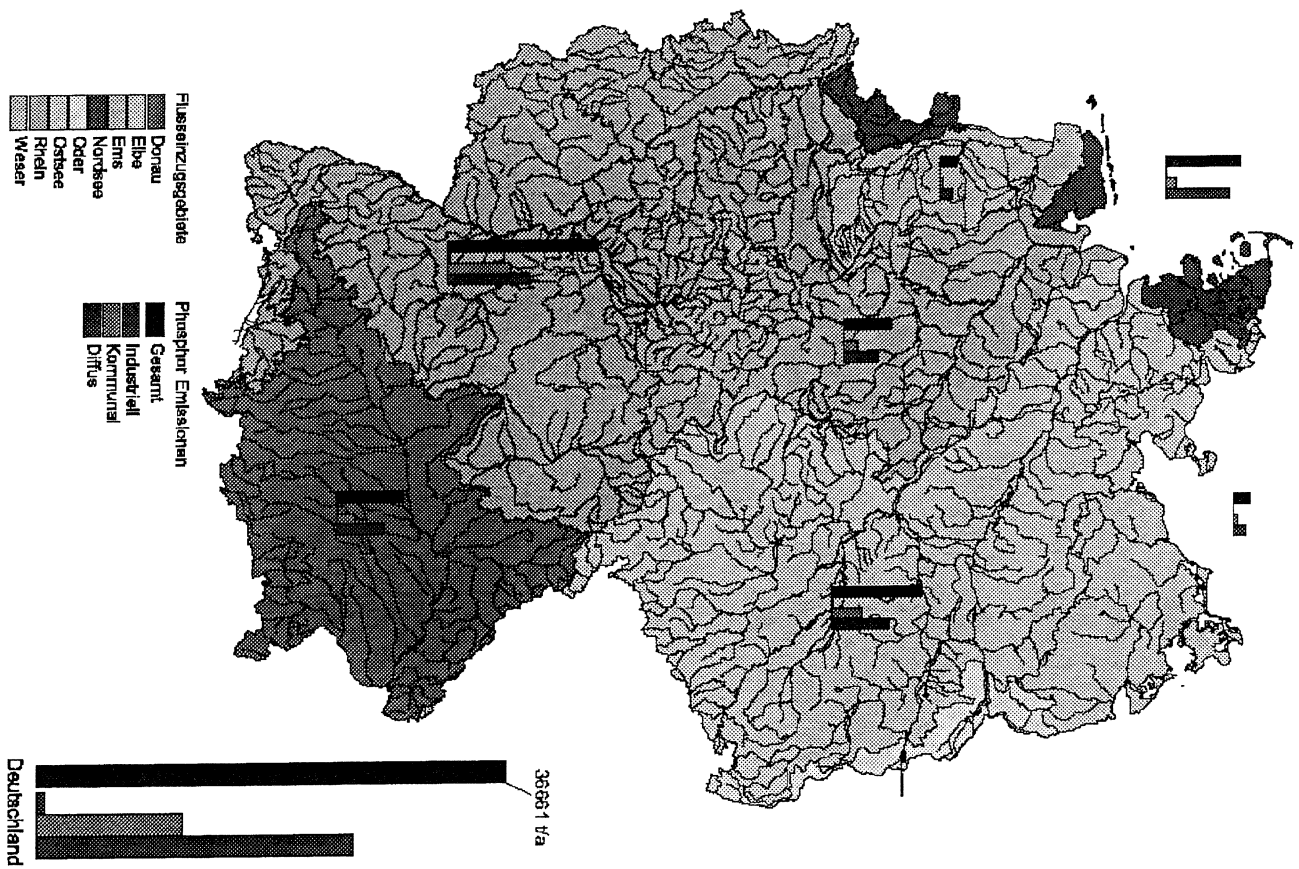 Flusseinzugsgebiete
Donau
Elbe
Ems
Nordsee
Oder
Ostsee
Rhein
Weser
Phosphor Emissionen
Gesamt
Industriell
Kommunal
Diffus
36661 t/a
Deutschland